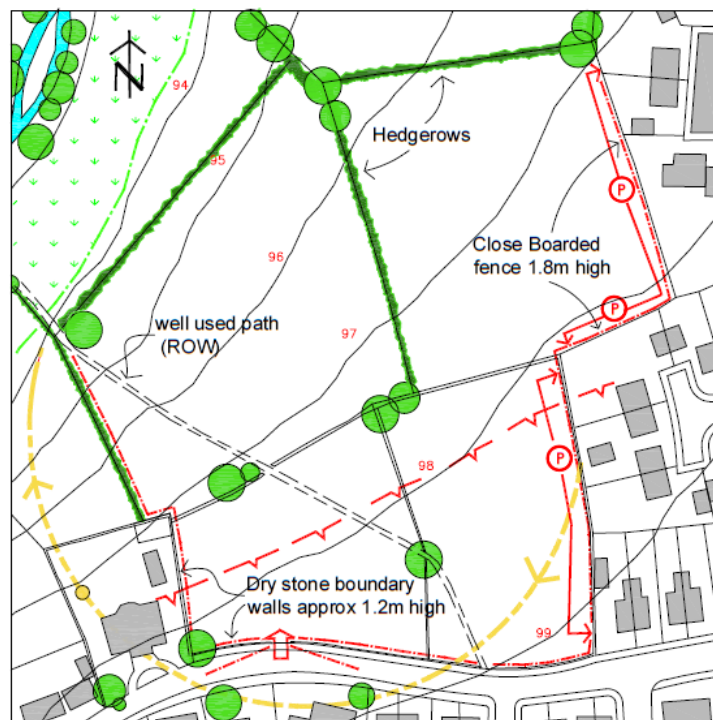 N
94
95
Hedgerows
P
96
Close Boarded
fence 1.8m high
P
well used path
(ROW)
97
P
98
Dry stone boundary
walls approx 1.2m high
99